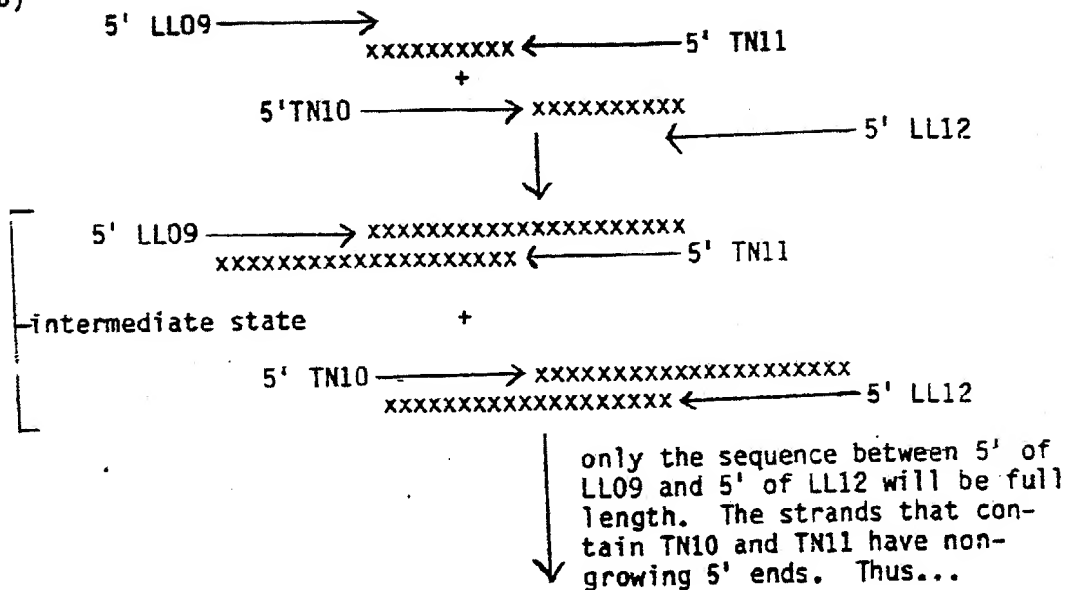 5' LL09
xxxxxxxxxx 5' TN11
+
5'TN10 xxxxxxxxxx
5' LL12
5' LL09 xxxxxxxxxxxxxxxxxxxxx
xxxxxxxxxxxxxxxxxxxx 5' TN11
intermediate state +
5' TN10 xxxxxxxxxxxxxxxxxxxxx
xxxxxxxxxxxxxxxxxxx 5' LL12
only the sequence between 5' of
LL09 and 5' of LL12 will be full
length. The strands that con-
tain TN10 and TN11 have non-
growing 5' ends. Thus...